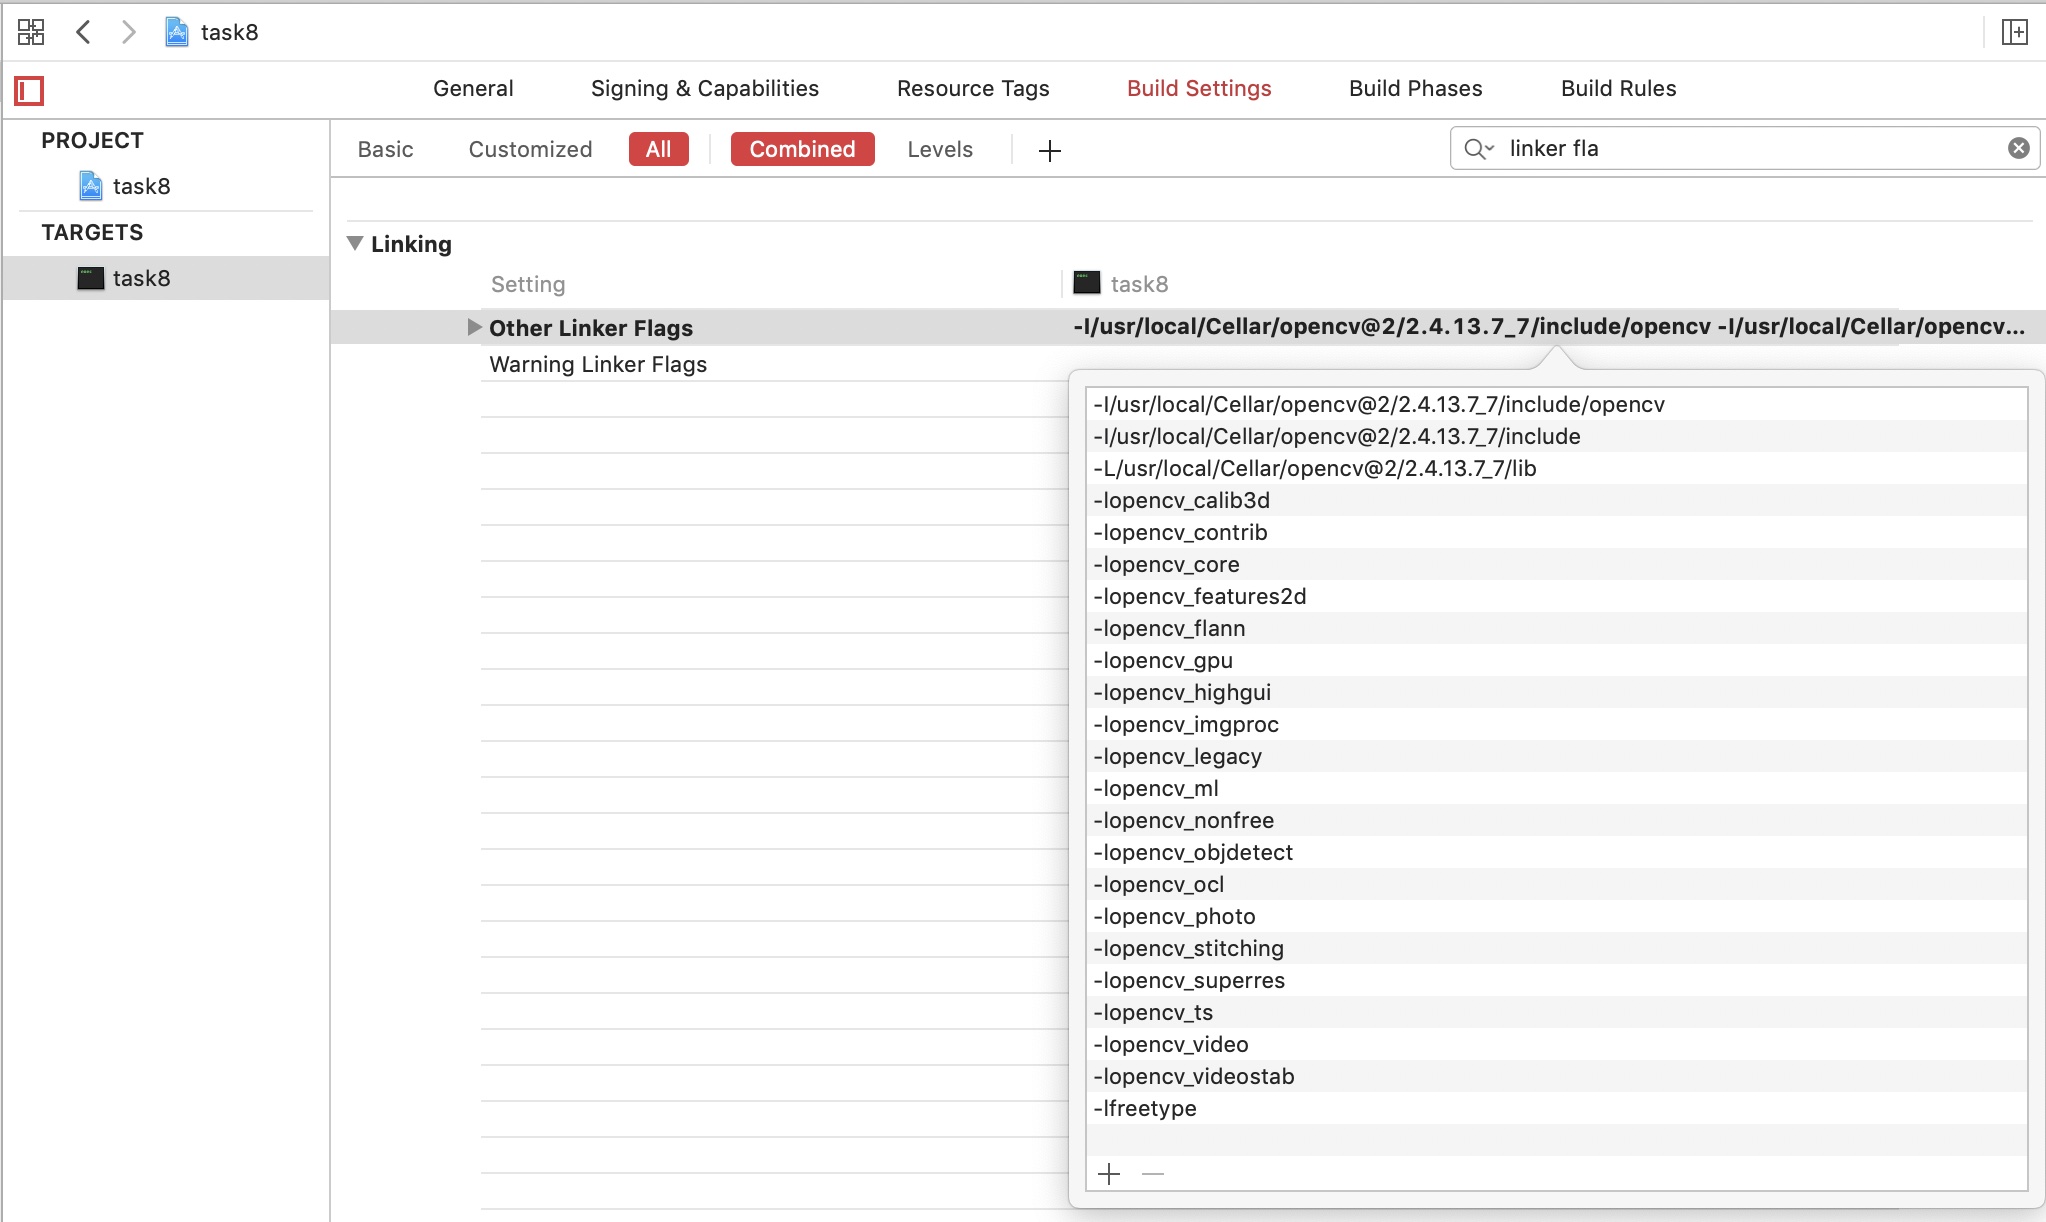 task8
General Signing & Capabilities Resource Tags Build Settings Build Phases Build Rules
PROJECT
task8
TARGETS
task8
Basic Customized All Combined Levels
linker fla
Linking
Setting task8
Other Linker Flags -I/usr/local/Cellar/opencv@2/2.4.13.7_7/include/opencv -I/usr/local/Cellar/opencv...
Warning Linker Flags
-I/usr/local/Cellar/opencv@2/2.4.13.7_7/include/opencv
-I/usr/local/Cellar/opencv@2/2.4.13.7_7/include
-L/usr/local/Cellar/opencv@2/2.4.13.7_7/lib
-lopencv_calib3d
-lopencv_contrib
-lopencv_core
-lopencv_features2d
-lopencv_flann
-lopencv_gpu
-lopencv_highgui
-lopencv_imgproc
-lopencv_legacy
-lopencv_ml
-lopencv_nonfree
-lopencv_objdetect
-lopencv_ocl
-lopencv_photo
-lopencv_stitching
-lopencv_superres
-lopencv_ts
-lopencv_video
-lopencv_videostab
-lfreetype